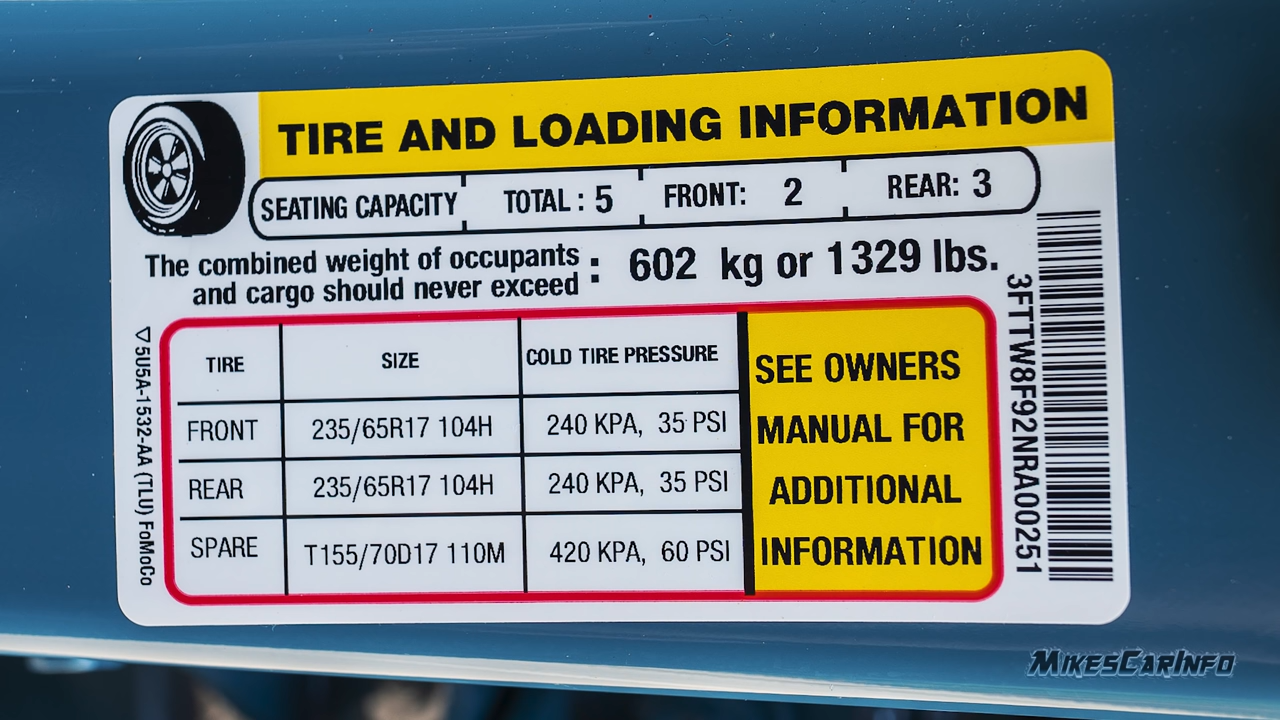 TIRE AND LOADING INFORMATION
SEATING CAPACITY TOTAL : 5 FRONT: 2 REAR: 3
The combined weight of occupants
and cargo should never exceed : 602 kg or 1329 lbs.
TIRE SIZE COLD TIRE PRESSURE
FRONT 235/65R17 104H 240 KPA, 35 PSI
REAR 235/65R17 104H 240 KPA, 35 PSI
SPARE T155/70D17 110M 420 KPA, 60 PSI
SEE OWNERS
MANUAL FOR
ADDITIONAL
INFORMATION
3FTTW8F92NRA00251
5U5A-1532-AA (TLU) FoMoCo
MIKESCARINFO